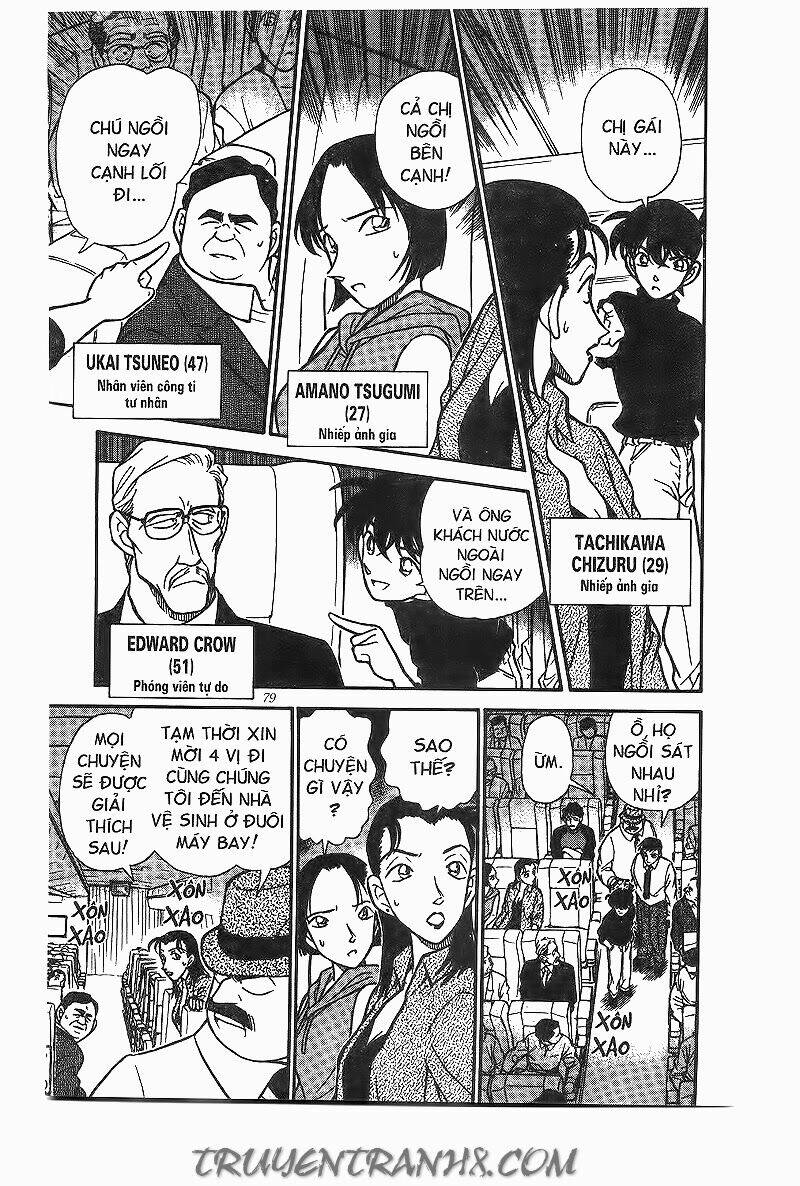 CHỊ GÁI
NÀY...
CẢ CHỊ
NGỒI
BÊN
CẠNH!
CHÚ NGỒI
NGAY
CẠNH LỐI
ĐI...
TACHIKAWA
CHIZURU (29)
Nhiếp ảnh gia
AMANO TSUGUMI
(27)
Nhiếp ảnh gia
UKAI TSUNEO (47)
Nhân viên công ti
tư nhân
VÀ ÔNG
KHÁCH NƯỚC
NGOÀI
NGỒI NGAY
TRÊN...
EDWARD CROW
(51)
Phóng viên tự do
79
Ồ, HỌ
NGỒI SÁT
NHAU
NHỈ?
ỪM.
XÔN
XAO
XÔN
XAO
SAO
THẾ?
CÓ
CHUYỆN
GÌ VẬY
?
TẠM THỜI XIN
MỜI 4 VỊ ĐI
CÙNG CHÚNG
TÔI ĐẾN NHÀ
VỆ SINH Ở ĐUÔI
MÁY BAY!
MỌI
CHUYỆN
SẼ ĐƯỢC
GIẢI
THÍCH
SAU!
XÔN
XAO
XÔN
XAO
TRUYENTRANH8.COM